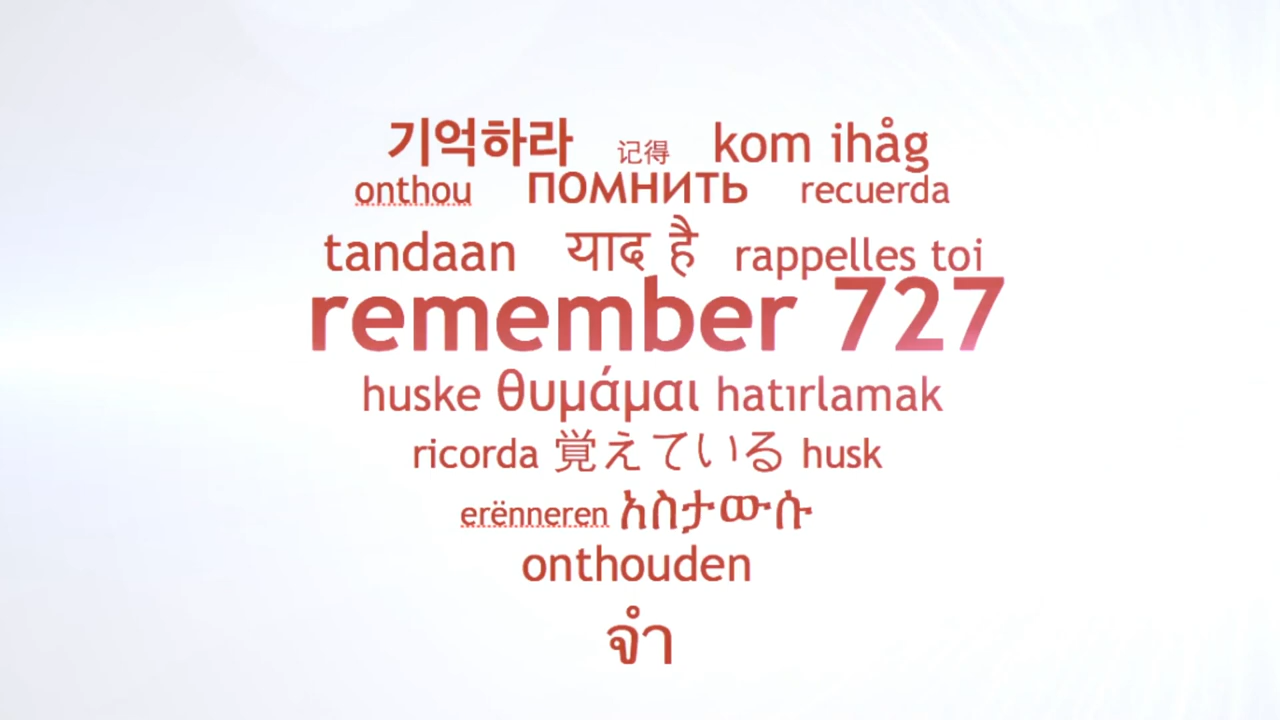 기억하라 记得 kom ihåg
onthou помнить recuerda
tandaan याद है rappelles toi
remember 727
huske θυμάμαι hatırlamak
ricorda 覚えている husk
erënneren አስታውሱ
onthouden
จำ